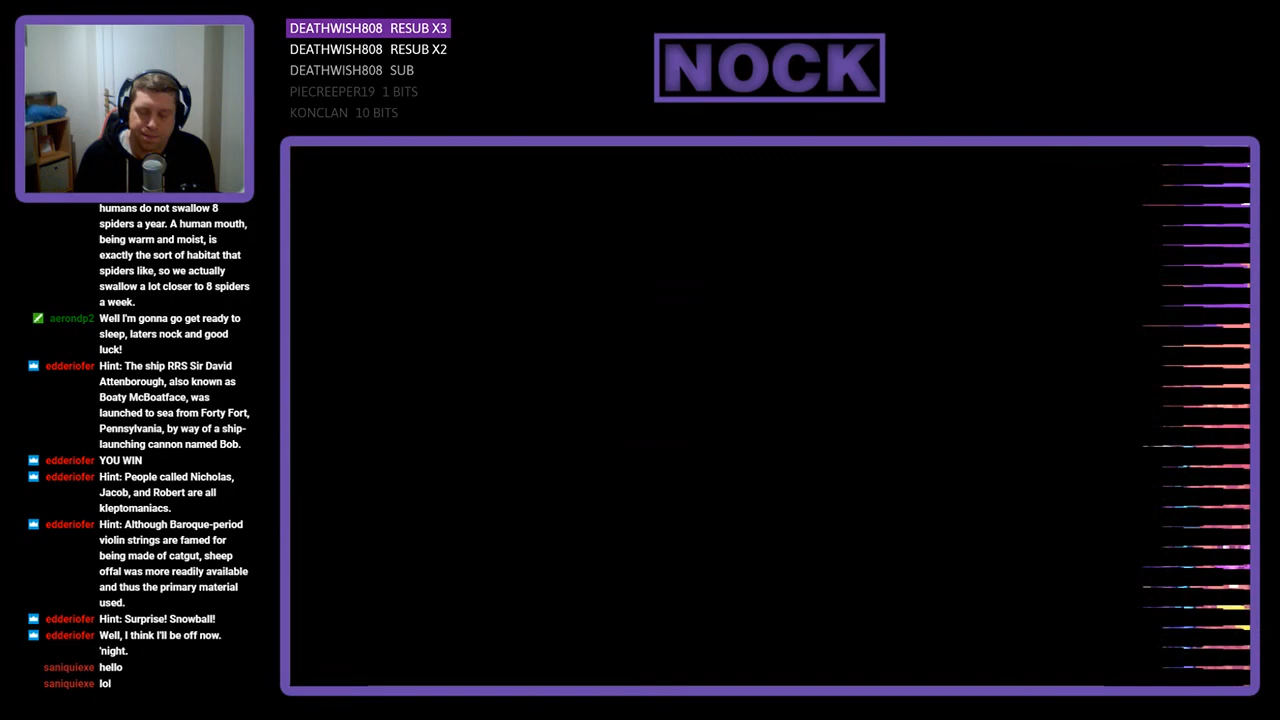 DEATHWISH808 RESUB X3
DEATHWISH808 RESUB X2
DEATHWISH808 SUB
PIECREEPER19 1 BITS
KONCLAN 10 BITS
NOCK
humans do not swallow 8
spiders a year. A human mouth,
being warm and moist, is
exactly the sort of habitat that
spiders like, so we actually
swallow a lot closer to 8 spiders
a week.
aerondp2 Well I'm gonna go get ready to
sleep, laters nock and good
luck!
edderiofer Hint: The ship RRS Sir David
Attenborough, also known as
Boaty McBoatface, was
launched to sea from Forty Fort,
Pennsylvania, by way of a ship-
launching cannon named Bob.
edderiofer YOU WIN
edderiofer Hint: People called Nicholas,
Jacob, and Robert are all
kleptomaniacs.
edderiofer Hint: Although Baroque-period
violin strings are famed for
being made of catgut, sheep
offal was more readily available
and thus the primary material
used.
edderiofer Hint: Surprise! Snowball!
edderiofer Well, I think I'll be off now.
'night.
saniquiexe hello
saniquiexe lol